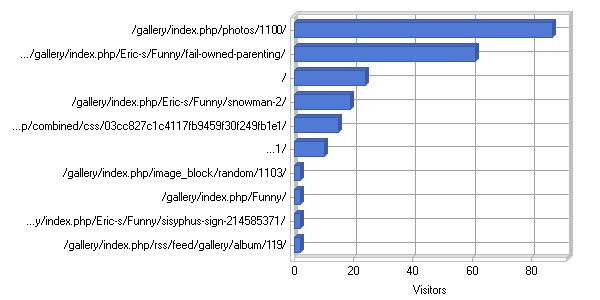 /gallery/index.php/photos/1100/
.../gallery/index.php/Eric-s/Funny/fail-owned-parenting/
/
/gallery/index.php/Eric-s/Funny/snowman-2/
...p/combined/css/03cc827c1c4117fb9459f30f249fb1e1/
...1/
/gallery/index.php/image_block/random/1103/
/gallery/index.php/Funny/
...y/index.php/Eric-s/Funny/sisyphus-sign-214585371/
/gallery/index.php/rss/feed/gallery/album/119/
0 20 40 60 80
Visitors